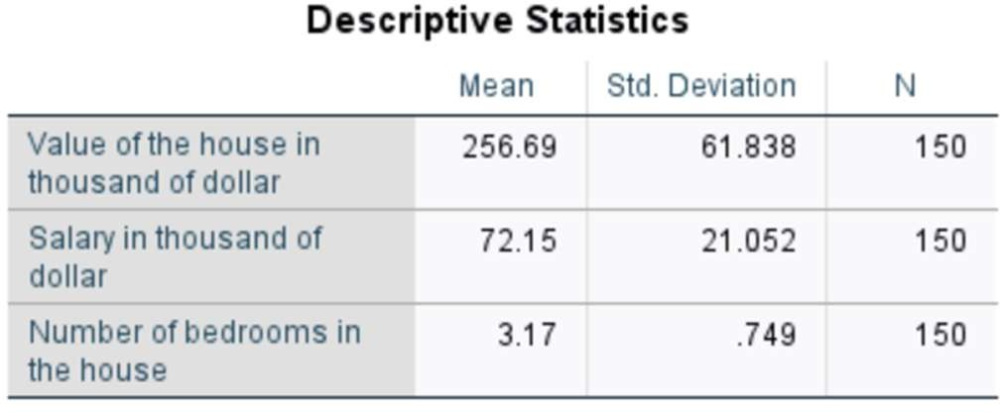 Descriptive Statistics
Mean Std. Deviation N
Value of the house in
thousand of dollar 256.69 61.838 150
Salary in thousand of
dollar 72.15 21.052 150
Number of bedrooms in
the house 3.17 .749 150